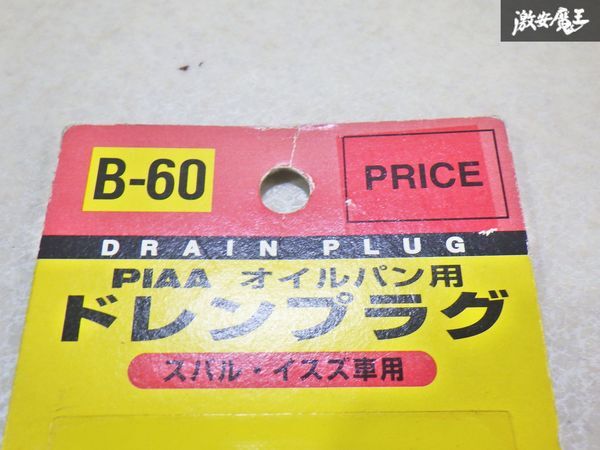 激安魔王
B-60
PRICE
DRAIN PLUG
PIAA オイルパン用
ドレンプラグ
スバル・イスズ車用